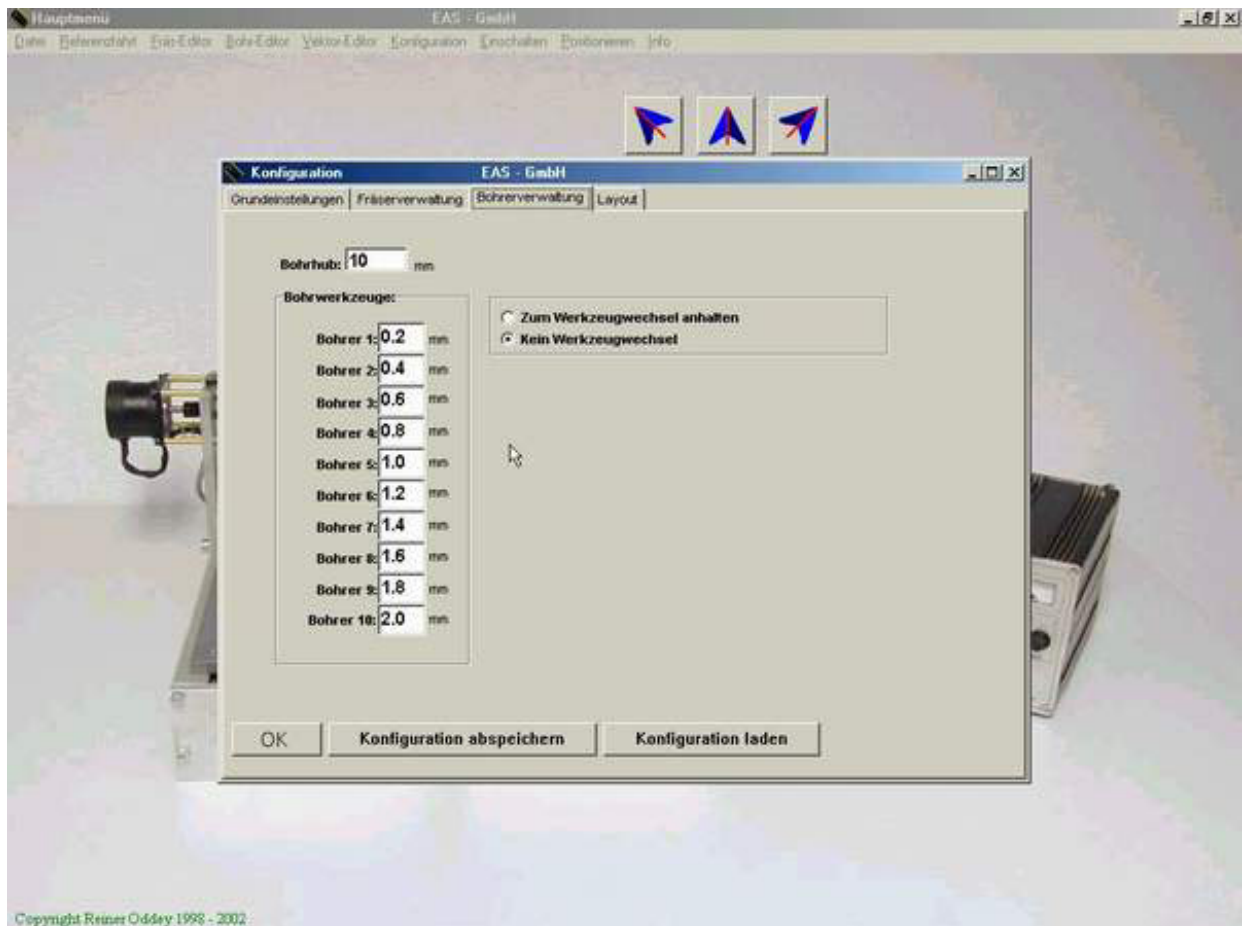 Hauptmenü EAS - GmbH
Datei Referenzfahrt Fräs-Editor Bohr-Editor Vektor-Editor Konfiguration Einschalten Positionieren Info
Konfiguration EAS - GmbH
Grundeinstellungen Fräserverwaltung Bohrerverwaltung Layout
Bohrhub: 10 mm
Bohrwerkzeuge:
Zum Werkzeugwechsel anhalten
Kein Werkzeugwechsel
Bohrer 1: 0.2 mm
Bohrer 2: 0.4 mm
Bohrer 3: 0.6 mm
Bohrer 4: 0.8 mm
Bohrer 5: 1.0 mm
Bohrer 6: 1.2 mm
Bohrer 7: 1.4 mm
Bohrer 8: 1.6 mm
Bohrer 9: 1.8 mm
Bohrer 10: 2.0 mm
OK Konfiguration abspeichern Konfiguration laden
Copyright Reiner Oddey 1998 - 2002